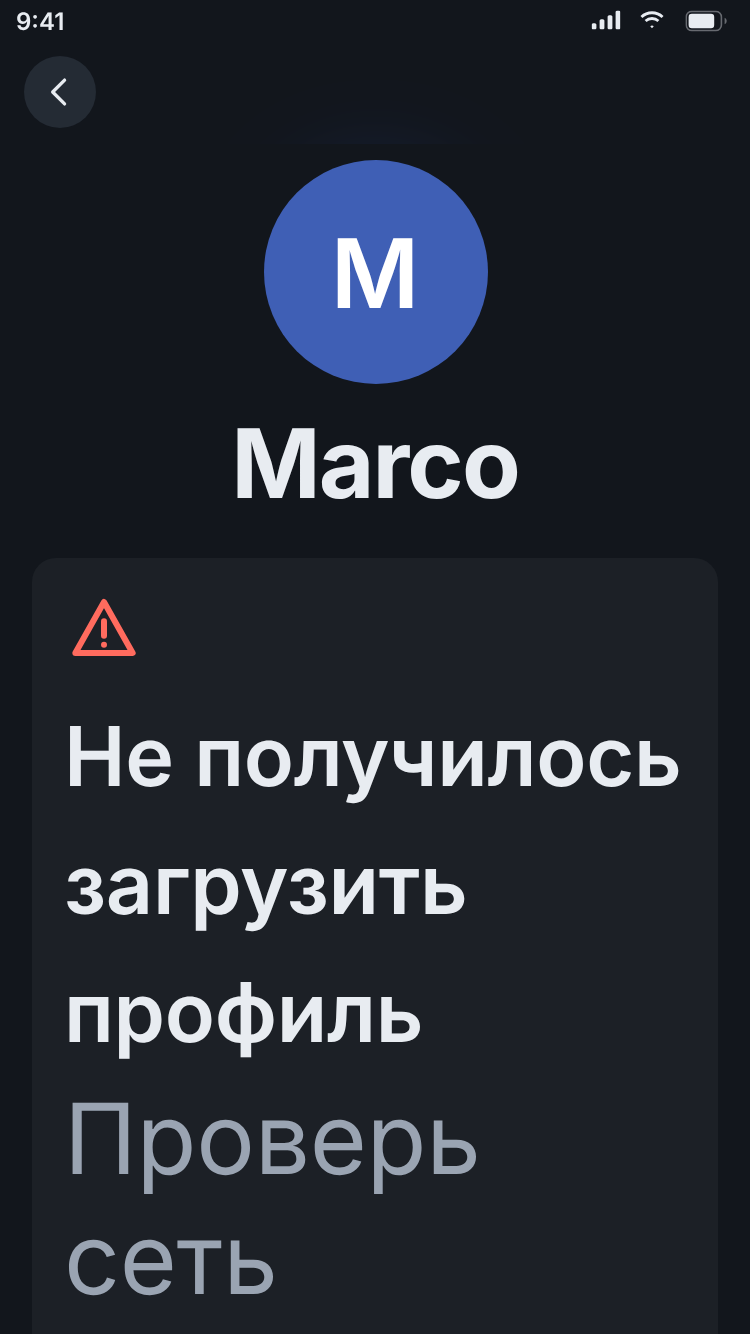 9:41
M
Marco
Не получилось
загрузить
профиль
Проверь
сеть